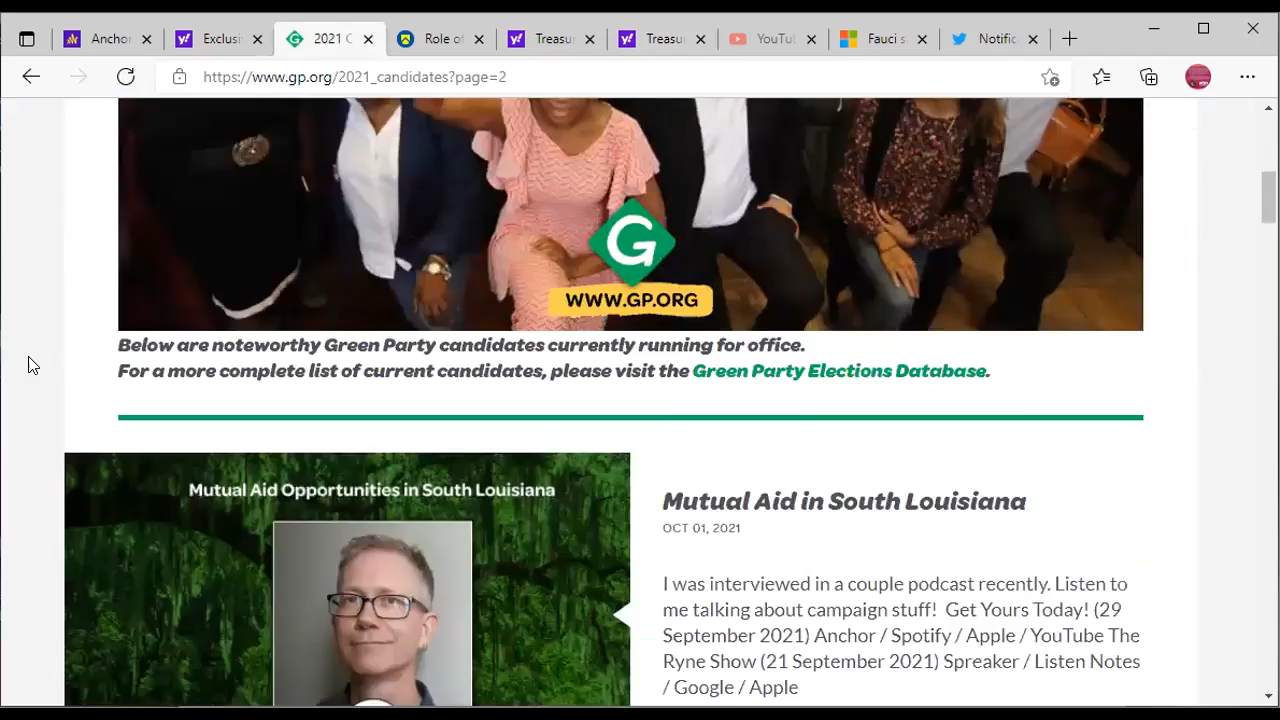 Anchor
Exclusi
2021 C
Role of
Treasur
Treasur
YouTul
Fauci s
Notific
https://www.gp.org/2021_candidates?page=2
G
WWW.GP.ORG
Below are noteworthy Green Party candidates currently running for office.
For a more complete list of current candidates, please visit the Green Party Elections Database.
Mutual Aid Opportunities in South Louisiana
Mutual Aid in South Louisiana
OCT 01, 2021
I was interviewed in a couple podcast recently. Listen to
me talking about campaign stuff! Get Yours Today! (29
September 2021) Anchor / Spotify / Apple / YouTube The
Ryne Show (21 September 2021) Spreaker / Listen Notes
/ Google / Apple